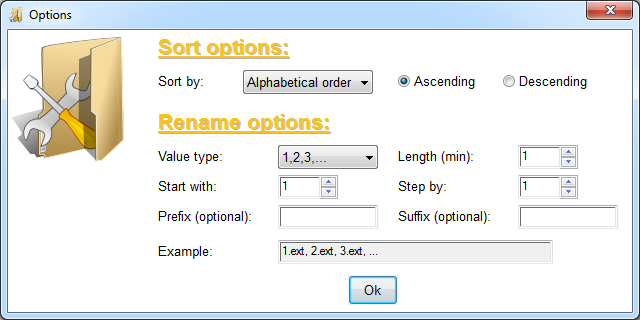 Options
Sort options:
Sort by: Alphabetical order Ascending Descending
Rename options:
Value type: 1,2,3,... Length (min): 1
Start with: 1 Step by: 1
Prefix (optional): Suffix (optional):
Example: 1.ext, 2.ext, 3.ext, ...
Ok